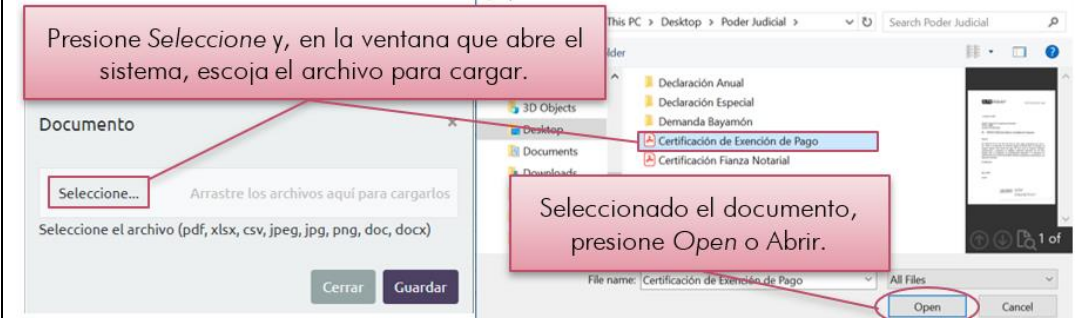 Presione Seleccione y, en la ventana que abre el
sistema, escoja el archivo para cargar.
This PC > Desktop > Poder Judicial >
Search Poder Judicial
Documento
×
Seleccione...
Arrastre los archivos aquí para cargarlos
Seleccione el archivo (pdf, xlsx, csv, jpeg, jpg, png, doc, docx)
Cerrar
Guardar
3D Objects
Desktop
Documents
Downloads
Declaración Anual
Declaración Especial
Demanda Bayamón
Certificación de Exención de Pago
Certificación Fianza Notarial
Seleccionado el documento,
presione Open o Abrir.
1 of
File name:
Certificación de Exención de Pago
All Files
Open
Cancel